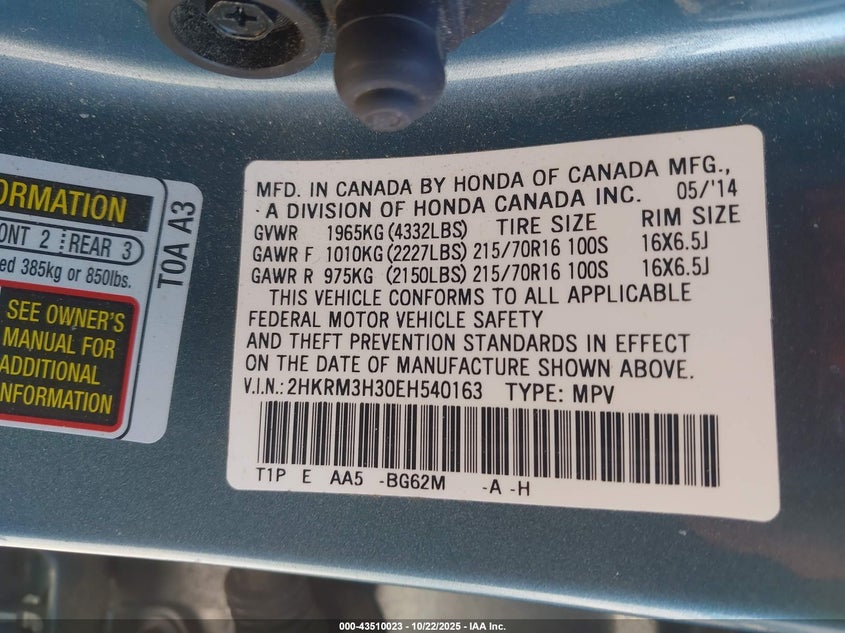 ORMATION
ONT 2 REAR 3
ed 385kg or 850lbs.
SEE OWNER'S
MANUAL FOR
ADDITIONAL
INFORMATION
TOA A3
MFD. IN CANADA BY HONDA OF CANADA MFG.,
A DIVISION OF HONDA CANADA INC. 05/'14
GVWR 1965KG (4332LBS) TIRE SIZE RIM SIZE
GAWR F 1010KG (2227LBS) 215/70R16 100S 16X6.5J
GAWR R 975KG (2150LBS) 215/70R16 100S 16X6.5J
THIS VEHICLE CONFORMS TO ALL APPLICABLE
FEDERAL MOTOR VEHICLE SAFETY
AND THEFT PREVENTION STANDARDS IN EFFECT
ON THE DATE OF MANUFACTURE SHOWN ABOVE.
V.I.N.: 2HKRM3H30EH540163 TYPE: MPV
T1P E AA5 -BG62M -A -H
000-43510023 - 10/22/2025 - IAA Inc.